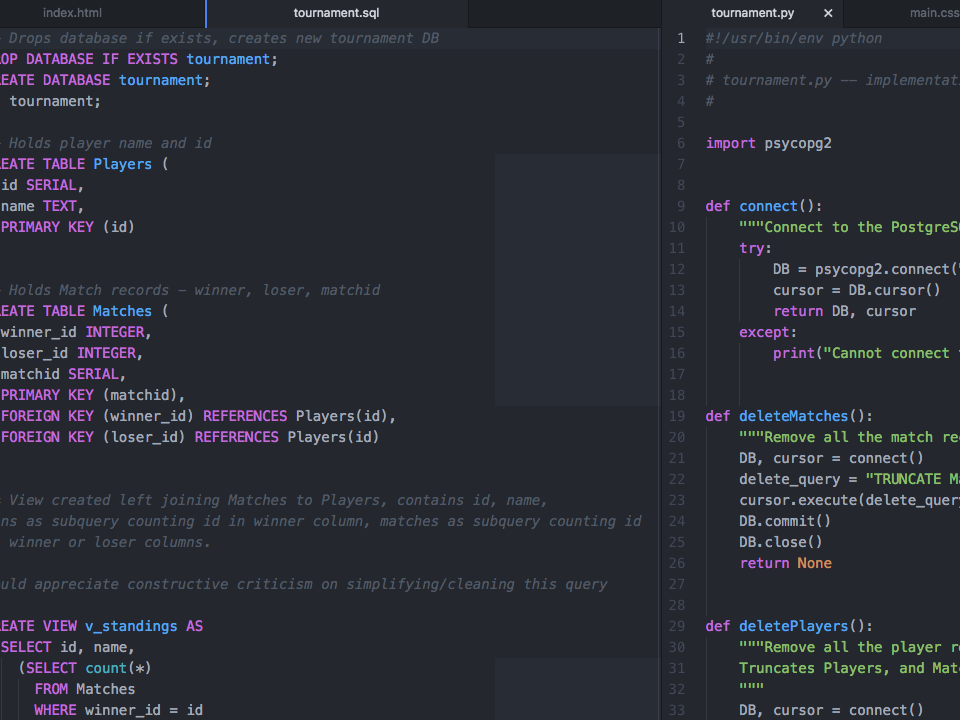 index.html
tournament.sql
Drops database if exists, creates new tournament DB
OP DATABASE IF EXISTS tournament;
EATE DATABASE tournament;
tournament;
Holds player name and id
EATE TABLE Players (
id SERIAL,
name TEXT,
PRIMARY KEY (id)
Holds Match records – winner, loser, matchid
EATE TABLE Matches (
winner_id INTEGER,
loser_id INTEGER,
matchid SERIAL,
PRIMARY KEY (matchid),
FOREIGN KEY (winner_id) REFERENCES Players(id),
FOREIGN KEY (loser_id) REFERENCES Players(id)
View created left joining Matches to Players, contains id, name,
ns as subquery counting id in winner column, matches as subquery counting id
winner or loser columns.
uld appreciate constructive criticism on simplifying/cleaning this query
EATE VIEW v_standings AS
SELECT id, name,
(SELECT count(*)
FROM Matches
WHERE winner_id = id
tournament.py ×
main.css
1 #!/usr/bin/env python
2 #
3 # tournament.py -- implementat
4 #
5
6 import psycopg2
7
8
9 def connect():
10 """Connect to the PostgreS
11 try:
12 DB = psycopg2.connect("
13 cursor = DB.cursor()
14 return DB, cursor
15 except:
16 print("Cannot connect
17
18
19 def deleteMatches():
20 """Remove all the match re
21 DB, cursor = connect()
22 delete_query = "TRUNCATE M
23 cursor.execute(delete_query
24 DB.commit()
25 DB.close()
26 return None
27
28
29 def deletePlayers():
30 """Remove all the player r
31 Truncates Players, and Mat
32 """
33 DB, cursor = connect()